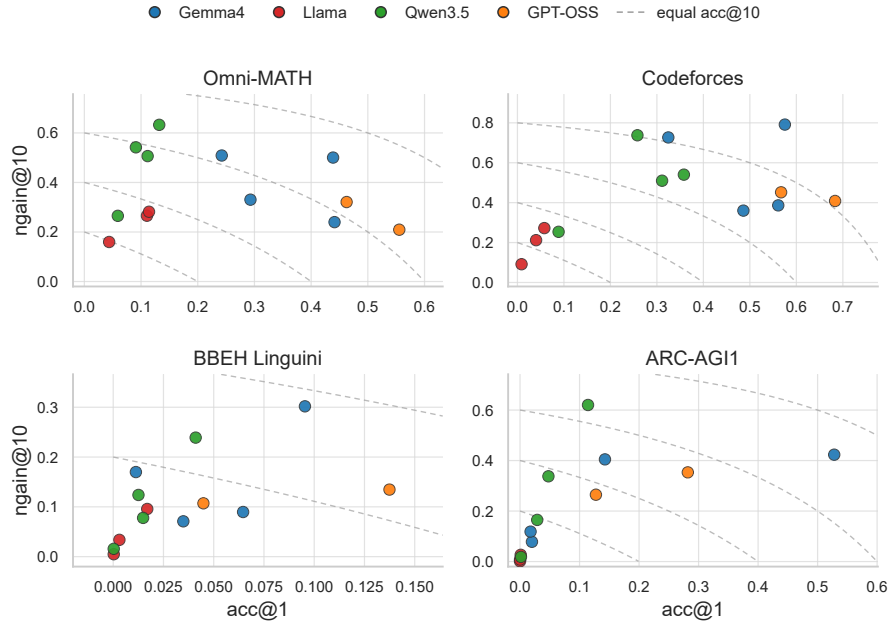 Gemma4 Llama Qwen3.5 GPT-OSS equal acc@10
Omni-MATH
ngain@10
0.6
0.4
0.2
0.0
0.0 0.1 0.2 0.3 0.4 0.5 0.6
Codeforces
0.8
0.6
0.4
0.2
0.0
0.0 0.1 0.2 0.3 0.4 0.5 0.6 0.7
BBEH Linguini
ngain@10
0.3
0.2
0.1
0.0
0.000 0.025 0.050 0.075 0.100 0.125 0.150
acc@1
ARC-AGI1
0.6
0.4
0.2
0.0
0.0 0.1 0.2 0.3 0.4 0.5 0.6
acc@1